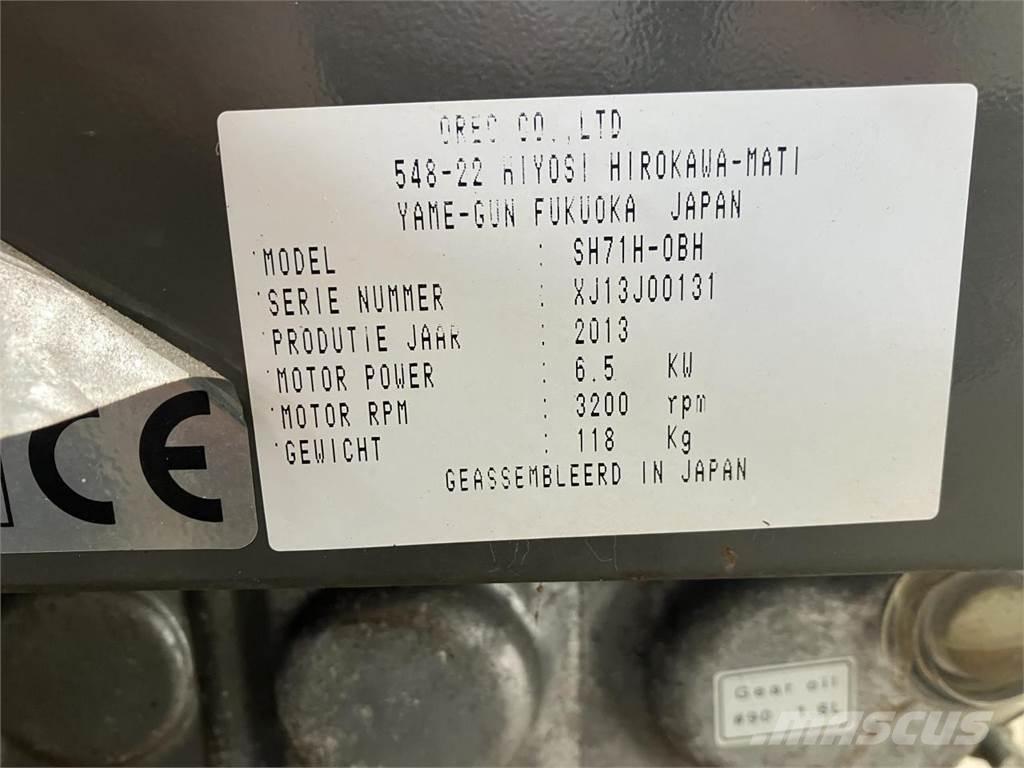 OREC CO.,LTD
548-22 HIYOSI HIROKAWA-MATI
YAME-GUN FUKUOKA JAPAN
MODEL : SH71H-0BH
SERIE NUMMER : XJ13J00131
PRODUTIE JAAR : 2013
MOTOR POWER : 6.5 KW
MOTOR RPM : 3200 rpm
GEWICHT : 118 Kg
GEASSEMBLEERD IN JAPAN
CE
Gear oil
#90
MASCUS